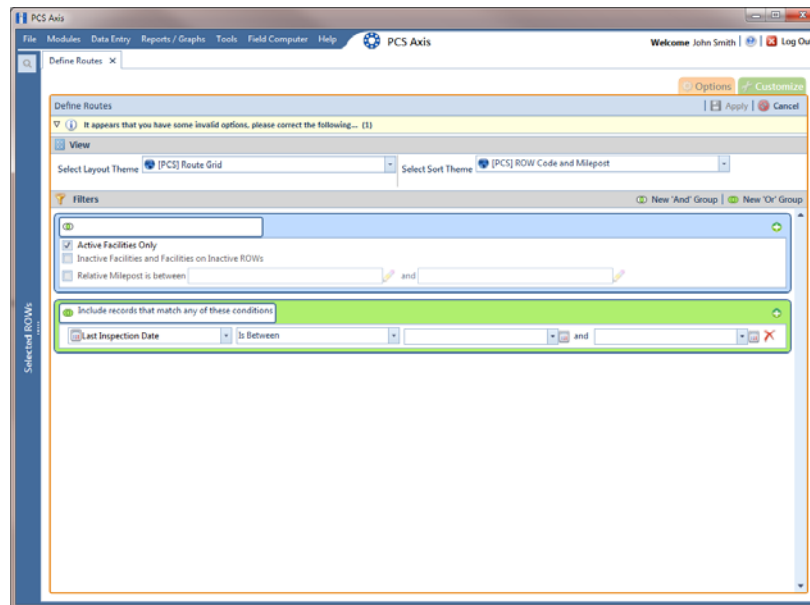 PCS Axis
File Modules Data Entry Reports / Graphs Tools Field Computer Help PCS Axis Welcome John Smith | | Log Ou
Define Routes X
Options Customize
Define Routes | Apply | Cancel
It appears that you have some invalid options, please correct the following... (1)
View
Select Layout Theme [PCS] Route Grid Select Sort Theme [PCS] ROW Code and Milepost
Filters New 'And' Group | New 'Or' Group
Active Facilities Only
Inactive Facilities and Facilities on Inactive ROWs
Relative Milepost is between and
Include records that match any of these conditions
Last Inspection Date Is Between and
Selected ROWs